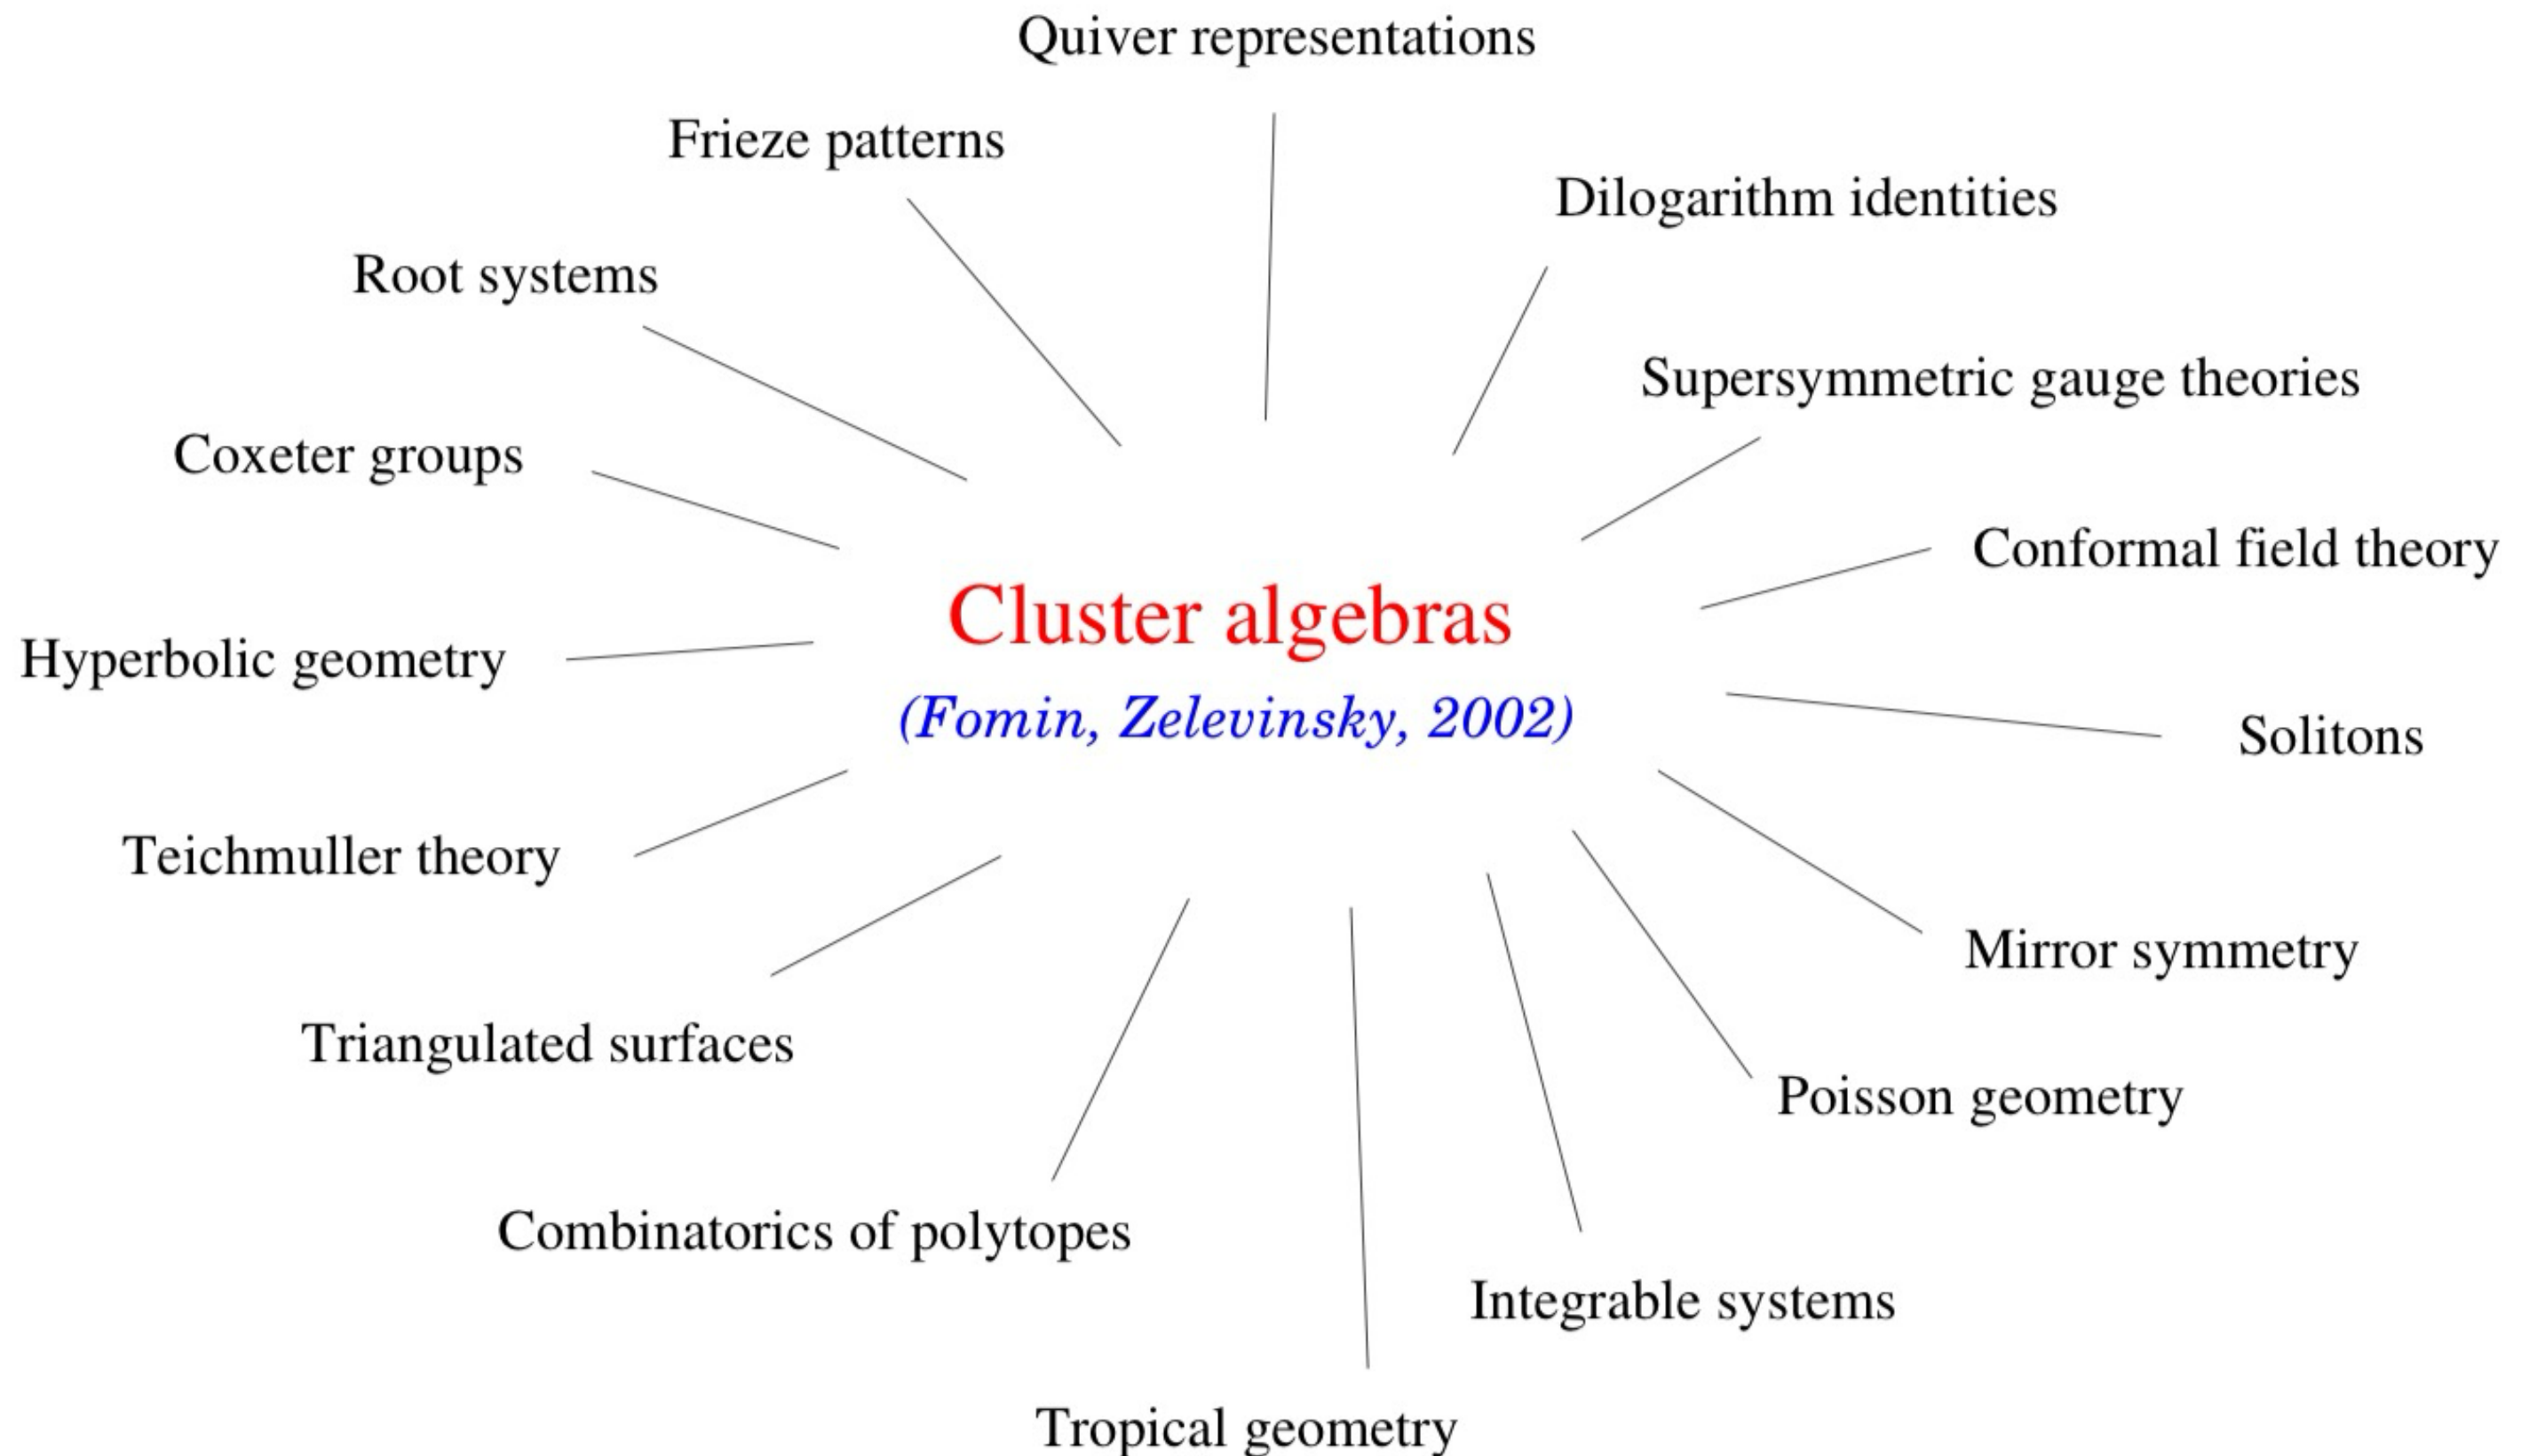 Quiver representations
Frieze patterns
Dilogarithm identities
Root systems
Supersymmetric gauge theories
Coxeter groups
Conformal field theory
Cluster algebras
Hyperbolic geometry
(Fomin, Zelevinsky, 2002)
Solitons
Teichmuller theory
Mirror symmetry
Triangulated surfaces
Poisson geometry
Combinatorics of polytopes
Integrable systems
Tropical geometry